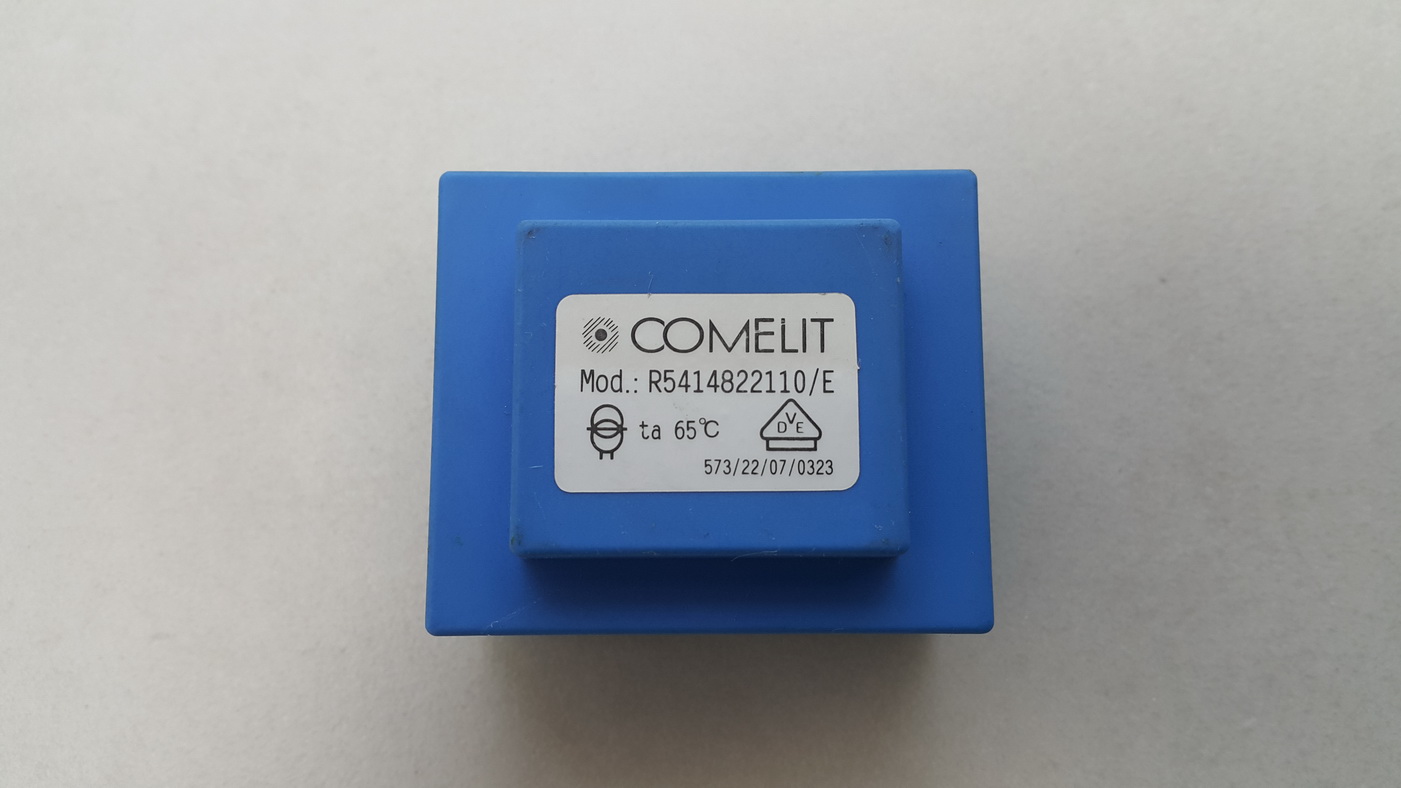 COMELIT
Mod.: R5414822110/E
ta 65℃
DVE
573/22/07/0323